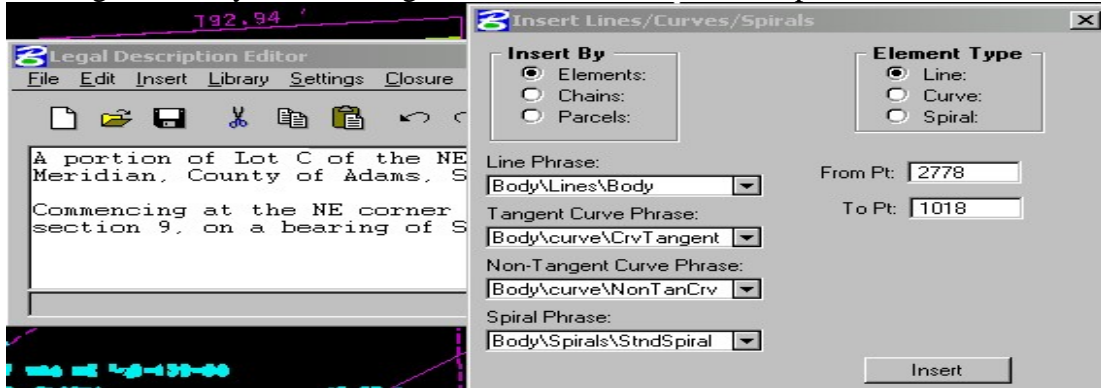 792.94
Legal Description Editor
File Edit Insert Library Settings Closure
A portion of Lot C of the NE
Meridian, County of Adams, S
Commencing at the NE corner
section 9, on a bearing of S
Insert Lines/Curves/Spirals
Insert By
Elements:
Chains:
Parcels:
Element Type
Line:
Curve:
Spiral:
Line Phrase:
Body\Lines\Body
Tangent Curve Phrase:
Body\curve\CrvTangent
Non-Tangent Curve Phrase:
Body\curve\NonTanCrv
Spiral Phrase:
Body\Spirals\StndSpiral
From Pt: 2778
To Pt: 1018
Insert